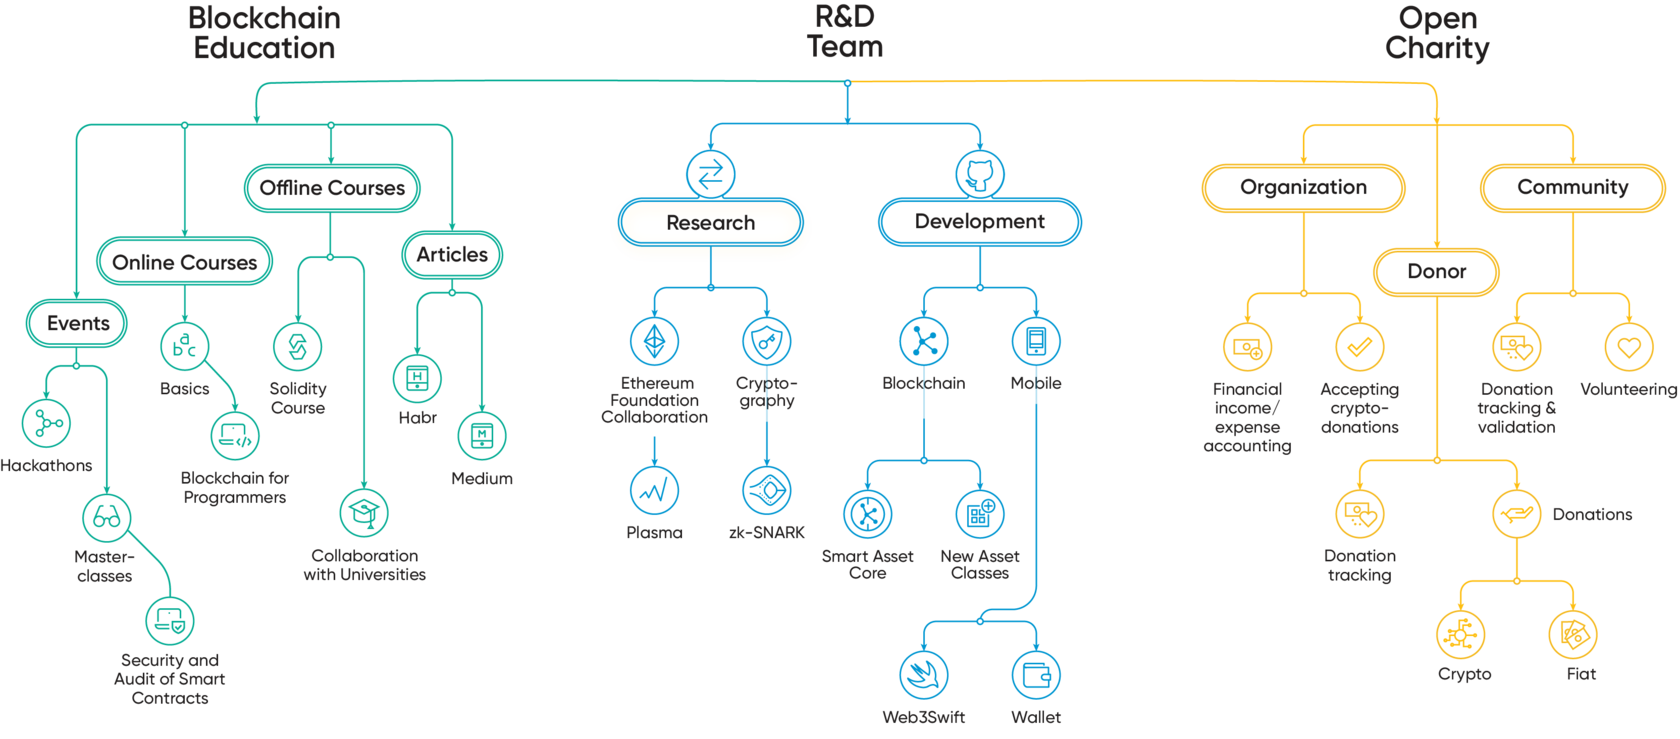 Blockchain
Education
R&D
Team
Open
Charity
Offline Courses
Online Courses
Articles
Events
a
b c
Basics
Blockchain for
Programmers
Solidity
Course
H
Habr
M
Medium
Hackathons
Master-
classes
Collaboration
with Universities
Security and
Audit of Smart
Contracts
Research
Development
Ethereum
Foundation
Collaboration
Crypto-
graphy
Blockchain
Mobile
Plasma
zk-SNARK
Smart Asset
Core
New Asset
Classes
Web3Swift
Wallet
Organization
Community
Donor
Financial
income/
expense
accounting
Accepting
crypto-
donations
Donation
tracking &
validation
Volunteering
Donation
tracking
Donations
Crypto
Fiat